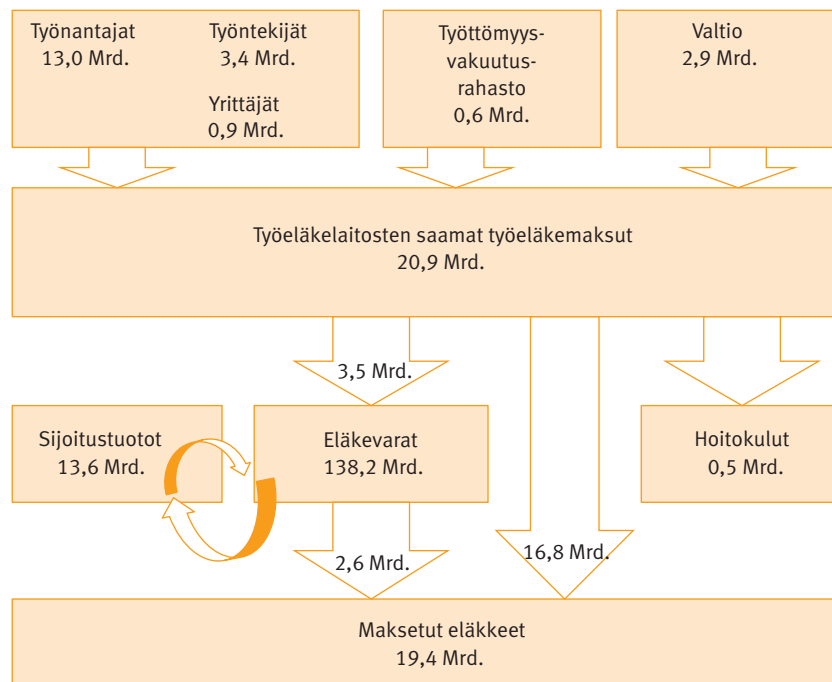 Työnantajat
13,0 Mrd.
Työntekijät
3,4 Mrd.
Yrittäjät
0,9 Mrd.
Työttömyys-
vakuutus-
rahasto
0,6 Mrd.
Valtio
2,9 Mrd.
Työeläkelaitosten saamat työeläkemaksut
20,9 Mrd.
3,5 Mrd.
Sijoitustuotot
13,6 Mrd.
Eläkevarat
138,2 Mrd.
Hoitokulut
0,5 Mrd.
2,6 Mrd.
16,8 Mrd.
Maksetut eläkkeet
19,4 Mrd.